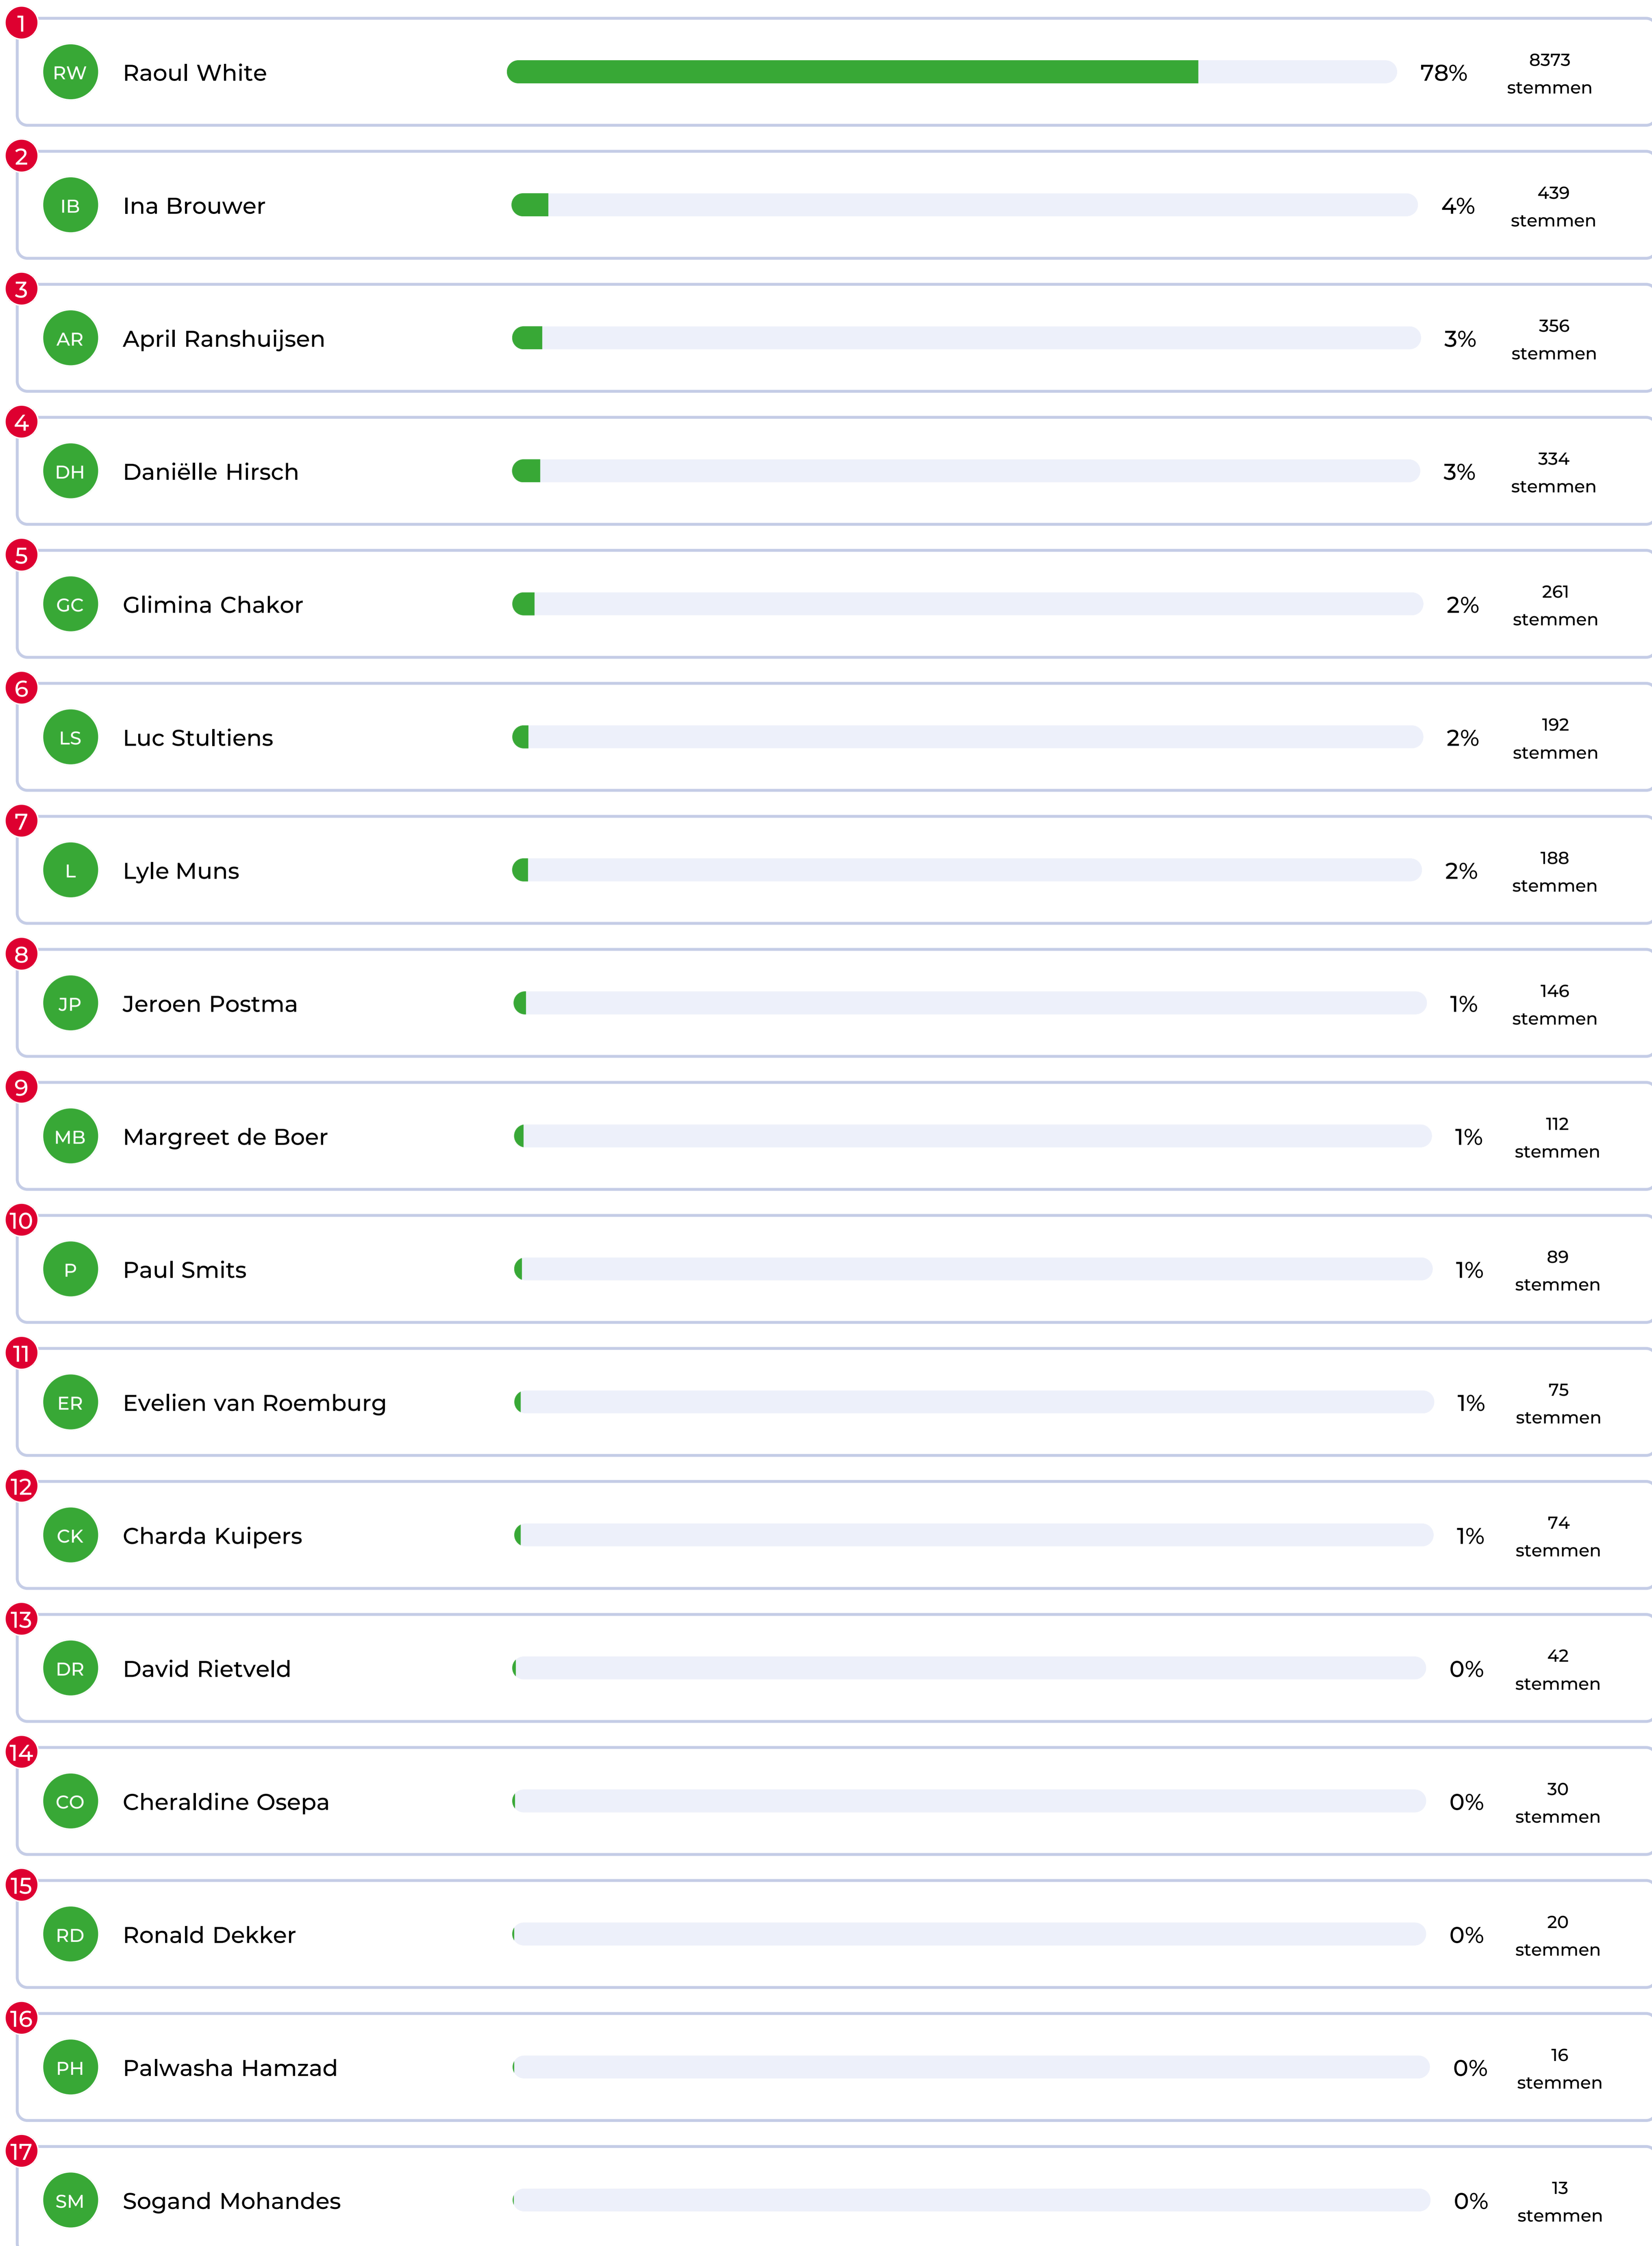 1
RW Raoul White 78% 8373
stemmen
2
IB Ina Brouwer 4% 439
stemmen
3
AR April Ranshuijsen 3% 356
stemmen
4
DH Daniëlle Hirsch 3% 334
stemmen
5
GC Glimina Chakor 2% 261
stemmen
6
LS Luc Stultiens 2% 192
stemmen
7
L Lyle Muns 2% 188
stemmen
8
JP Jeroen Postma 1% 146
stemmen
9
MB Margreet de Boer 1% 112
stemmen
10
P Paul Smits 1% 89
stemmen
11
ER Evelien van Roemburg 1% 75
stemmen
12
CK Charda Kuipers 1% 74
stemmen
13
DR David Rietveld 0% 42
stemmen
14
CO Cheraldine Osepa 0% 30
stemmen
15
RD Ronald Dekker 0% 20
stemmen
16
PH Palwasha Hamzad 0% 16
stemmen
17
SM Sogand Mohandes 0% 13
stemmen